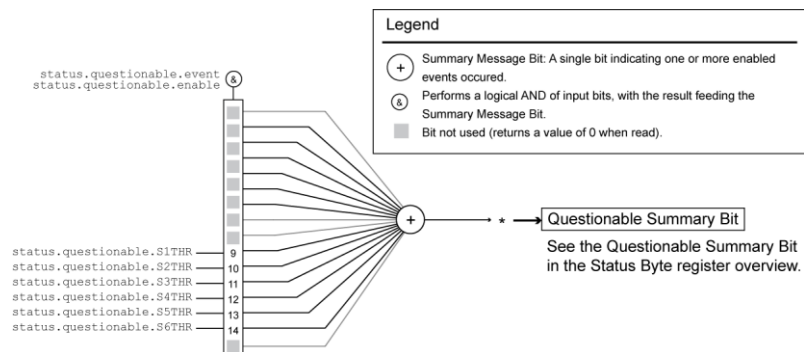 Legend
+
Summary Message Bit: A single bit indicating one or more enabled
events occured.
&
Performs a logical AND of input bits, with the result feeding the
Summary Message Bit.
Bit not used (returns a value of 0 when read).
status.questionable.event
status.questionable.enable
&
+
* Questionable Summary Bit
See the Questionable Summary Bit
in the Status Byte register overview.
status.questionable.S1THR 9
status.questionable.S2THR 10
status.questionable.S3THR 11
status.questionable.S4THR 12
status.questionable.S5THR 13
status.questionable.S6THR 14